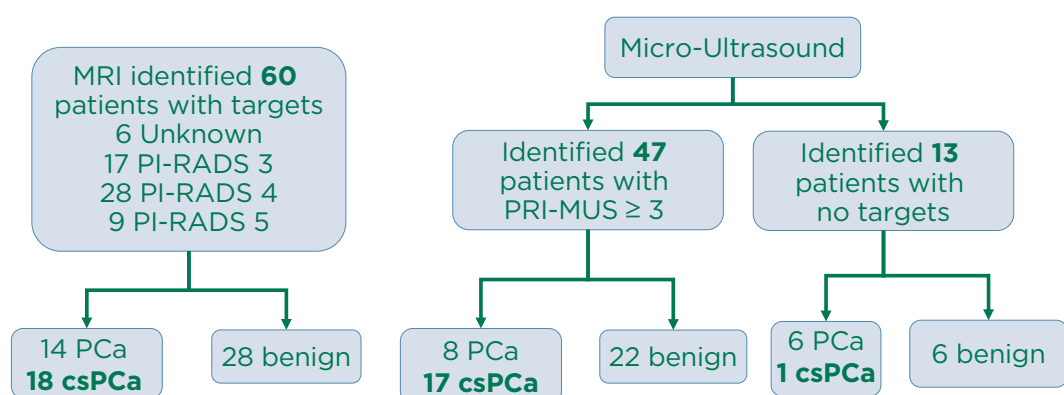 MRI identified 60
patients with targets
6 Unknown
17 PI-RADS 3
28 PI-RADS 4
9 PI-RADS 5
14 PCa
18 csPCa
28 benign
Micro-Ultrasound
Identified 47
patients with
PRI-MUS ≥ 3
Identified 13
patients with
no targets
8 PCa
17 csPCa
22 benign
6 PCa
1 csPCa
6 benign